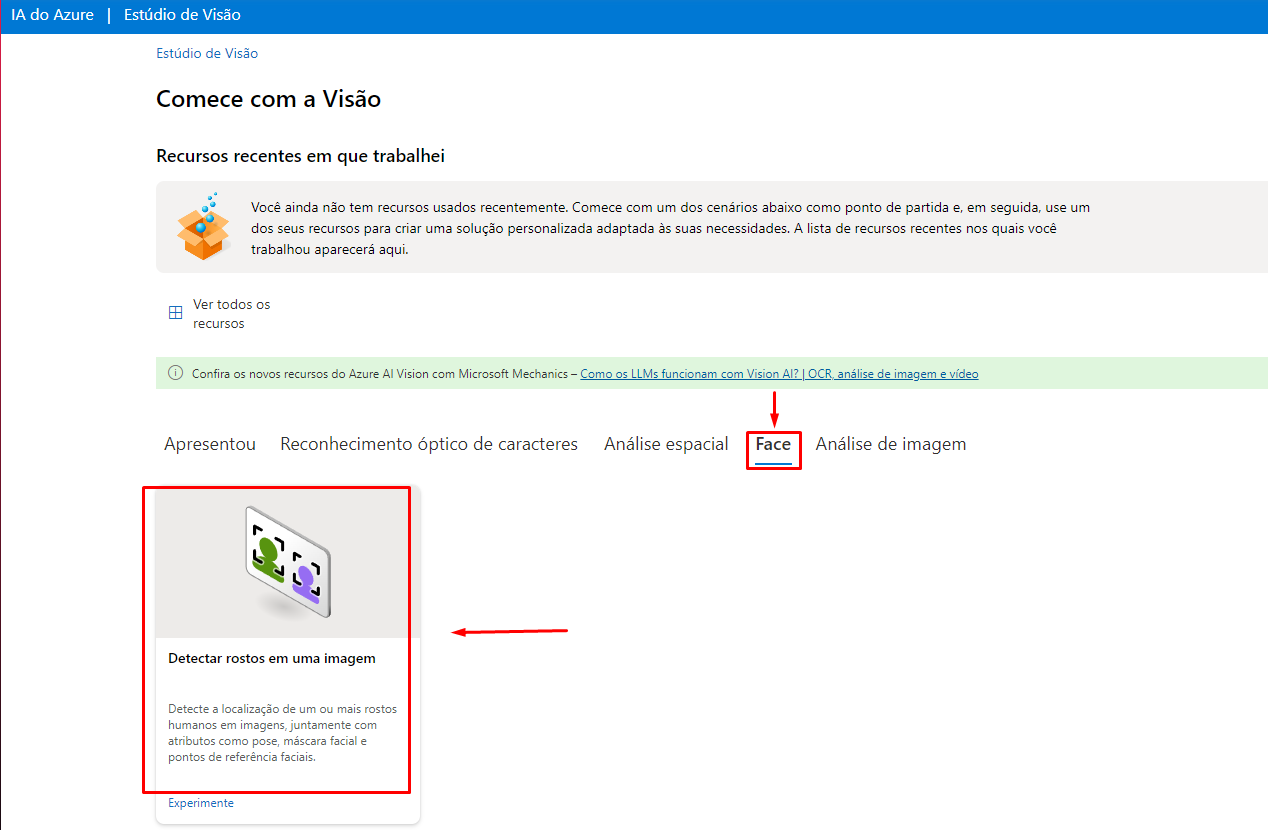 IA do Azure | Estúdio de Visão
Estúdio de Visão
Comece com a Visão
Recursos recentes em que trabalhei
Você ainda não tem recursos usados recentemente. Comece com um dos cenários abaixo como ponto de partida e, em seguida, use um
dos seus recursos para criar uma solução personalizada adaptada às suas necessidades. A lista de recursos recentes nos quais você
trabalhou aparecerá aqui.
Ver todos os
recursos
Confira os novos recursos do Azure AI Vision com Microsoft Mechanics – Como os LLMs funcionam com Vision AI? | OCR, análise de imagem e vídeo
Apresentou Reconhecimento óptico de caracteres Análise espacial Face Análise de imagem
Detectar rostos em uma imagem
Detecte a localização de um ou mais rostos
humanos em imagens, juntamente com
atributos como pose, máscara facial e
pontos de referência faciais.
Experimente